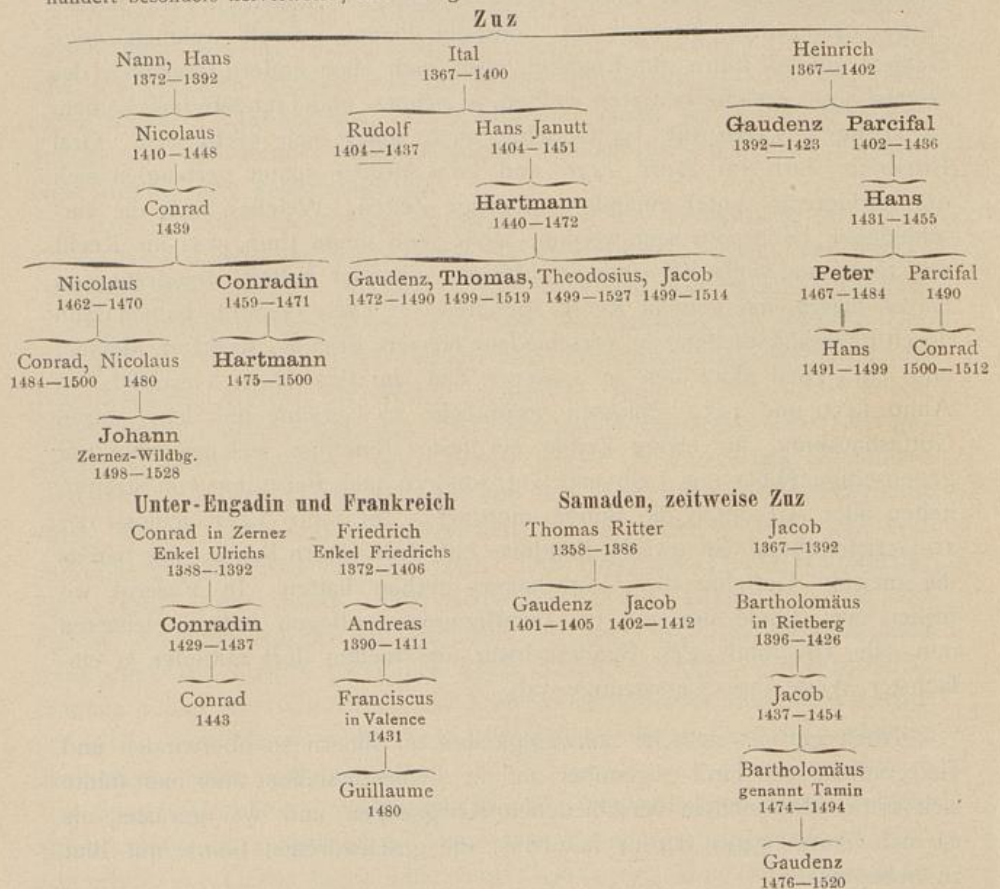 Zuz
Nann, Hans
1372—1392
Ital
1367—1400
Heinrich
1367—1402
Nicolaus
1410—1448
Rudolf
1404—1437
Hans Janutt
1404—1451
Gaudenz
1392—1423
Parcifal
1402—1436
Conrad
1439
Hartmann
1440—1472
Hans
1431—1455
Nicolaus
1462—1470
Conradin
1459—1471
Gaudenz, Thomas, Theodosius, Jacob
1472—1490 1499—1519 1499—1527 1499—1514
Peter
1467—1484
Parcifal
1490
Conrad, Nicolaus
1484—1500 1480
Hartmann
1475—1500
Hans
1491—1499
Conrad
1500—1512
Johann
Zernez-Wildbg.
1498—1528
Unter-Engadin und Frankreich
Conrad in Zernez
Enkel Ulrichs
1388—1392
Friedrich
Enkel Friedrichs
1372—1406
Conradin
1429—1437
Andreas
1390—1411
Conrad
1443
Franciscus
in Valence
1431
Guillaume
1480
Samaden, zeitweise Zuz
Thomas Ritter
1358—1386
Jacob
1367—1392
Gaudenz
1401—1405
Jacob
1402—1412
Bartholomäus
in Rietberg
1396—1426
Jacob
1437—1454
Bartholomäus
genannt Tamin
1474—1494
Gaudenz
1476—1520